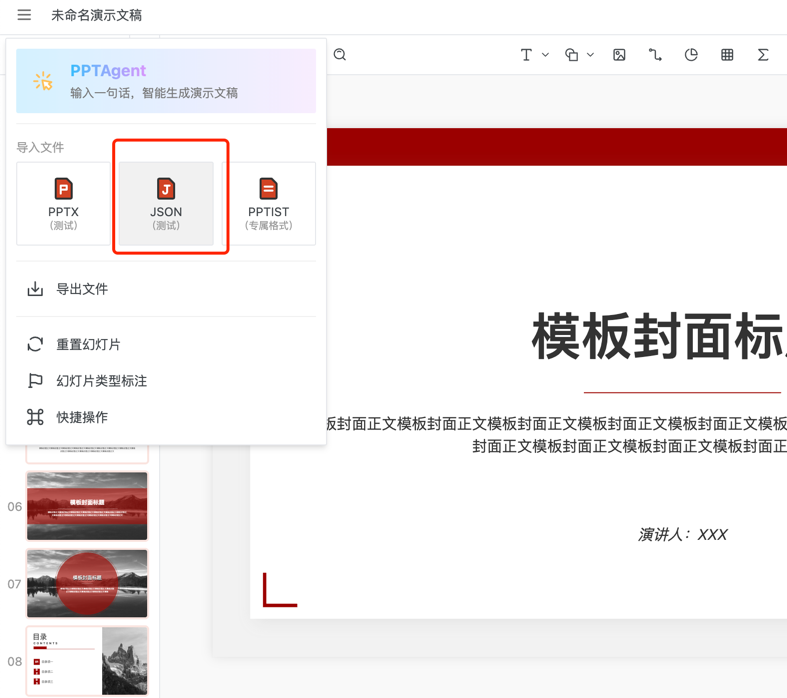 未命名演示文稿
PPTAgent
输入一句话，智能生成演示文稿
导入文件
P
J
PPTX
JSON
PPTIST
（测试）
（测试）
（专属格式）
导出文件
重置幻灯片
幻灯片类型标注
快捷操作
T
模板封面标
封面正文模板封面正文模板封面正文模板封面正文模板封面正文模板封面正文模板
封面正文模板封面正文模板封面正文模板封面正
演讲人：XXX
06
模板封面标题
07
模板封面标题
08
目录
CONTENTS